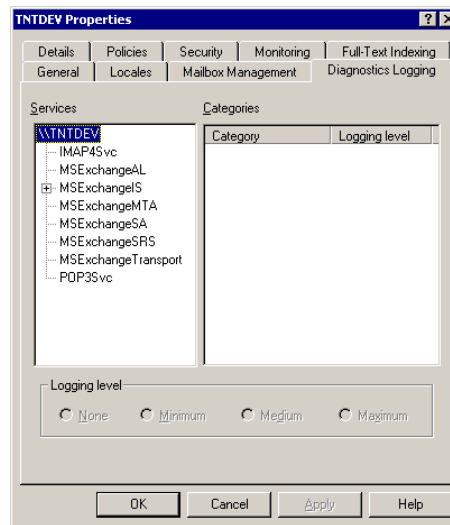 TNTDEV Properties
Details Policies Security Monitoring Full-Text Indexing
General Locales Mailbox Management Diagnostics Logging
Services Categories
\\TNTDEV Category Logging level
IMAP4Svc
MSExchangeAL
MSExchangeIS
MSExchangeMTA
MSExchangeSA
MSExchangeSRS
MSExchangeTransport
POP3Svc
Logging level
None Minimum Medium Maximum
OK Cancel Apply Help